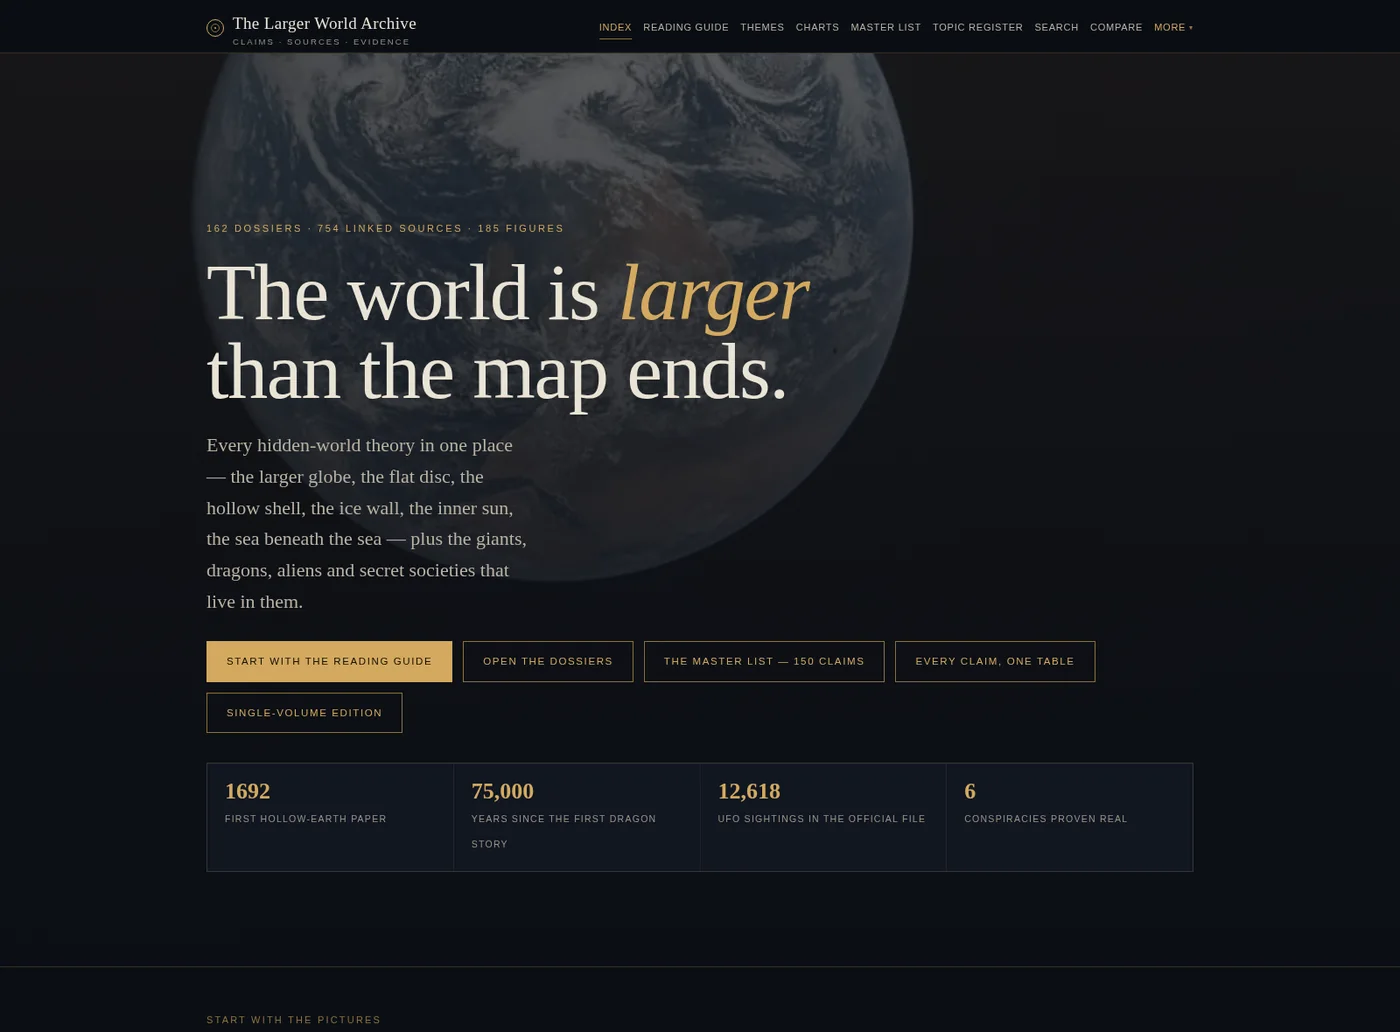 The Larger World Archive
CLAIMS · SOURCES · EVIDENCE
INDEX READING GUIDE THEMES CHARTS MASTER LIST TOPIC REGISTER SEARCH COMPARE MORE
162 DOSSIERS · 754 LINKED SOURCES · 185 FIGURES
The world is larger
than the map ends.
Every hidden-world theory in one place
— the larger globe, the flat disc, the
hollow shell, the ice wall, the inner sun,
the sea beneath the sea — plus the giants,
dragons, aliens and secret societies that
live in them.
START WITH THE READING GUIDE
OPEN THE DOSSIERS
THE MASTER LIST — 150 CLAIMS
EVERY CLAIM, ONE TABLE
SINGLE-VOLUME EDITION
1692
FIRST HOLLOW-EARTH PAPER
75,000
YEARS SINCE THE FIRST DRAGON
STORY
12,618
UFO SIGHTINGS IN THE OFFICIAL FILE
6
CONSPIRACIES PROVEN REAL
START WITH THE PICTURES